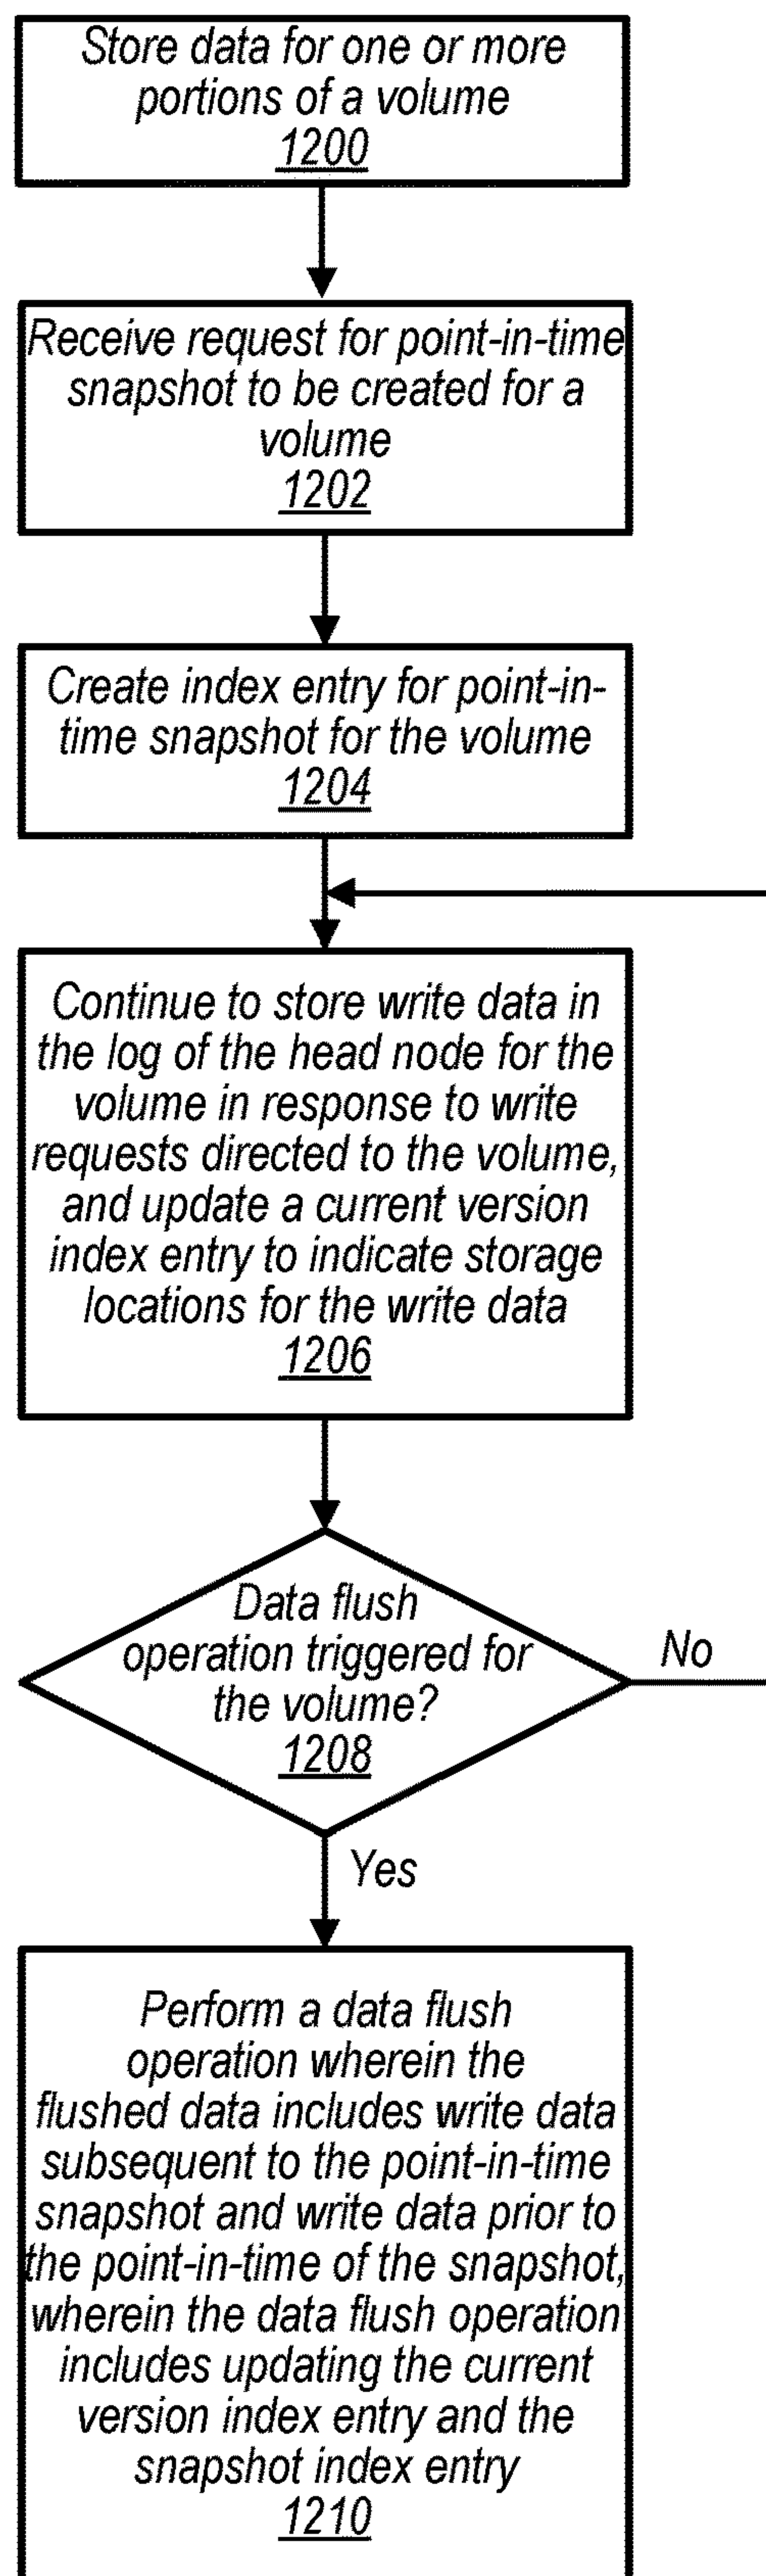 Store data for one or more
portions of a volume
1200
Receive request for point-in-time
snapshot to be created for a
volume
1202
Create index entry for point-in-
time snapshot for the volume
1204
Continue to store write data in
the log of the head node for the
volume in response to write
requests directed to the volume,
and update a current version
index entry to indicate storage
locations for the write data
1206
Data flush
operation triggered for
the volume?
1208
No
Yes
Perform a data flush
operation wherein the
flushed data includes write data
subsequent to the point-in-time
snapshot and write data prior to
the point-in-time of the snapshot,
wherein the data flush operation
includes updating the current
version index entry and the
snapshot index entry
1210